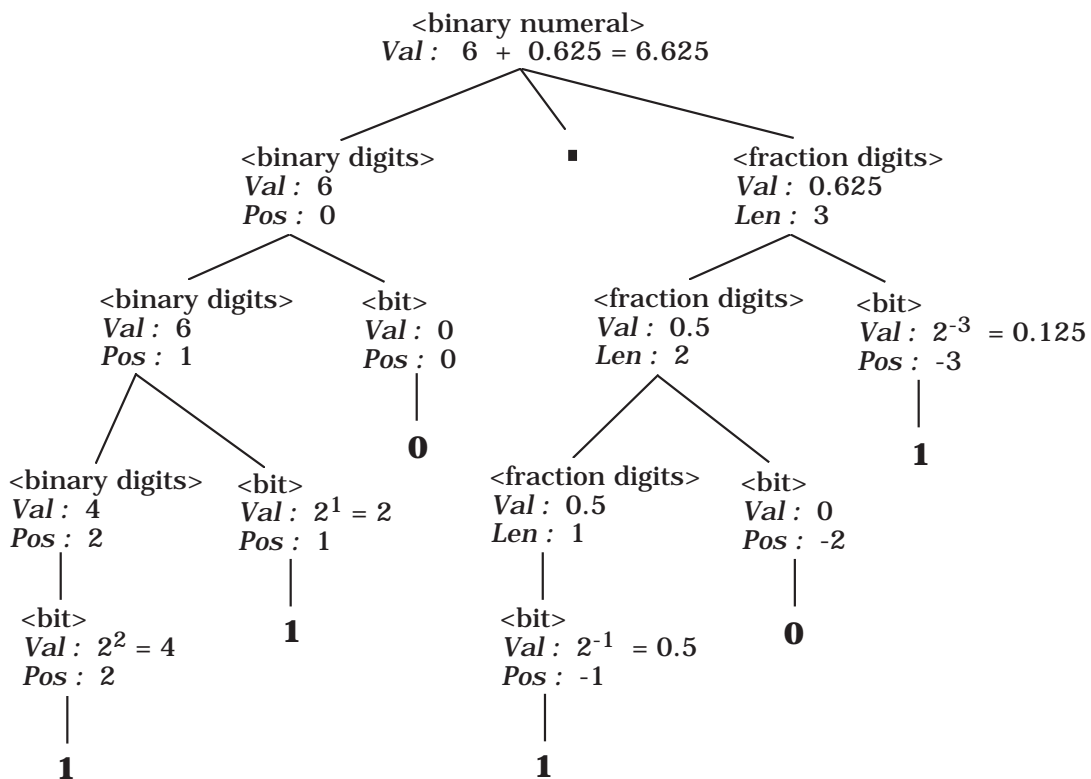 <binary numeral>
Val : 6 + 0.625 = 6.625
<binary digits>
Val : 6
Pos : 0
.
<fraction digits>
Val : 0.625
Len : 3
<binary digits>
Val : 6
Pos : 1
<bit>
Val : 0
Pos : 0
<fraction digits>
Val : 0.5
Len : 2
<bit>
Val : 2⁻³ = 0.125
Pos : -3
0
1
<binary digits>
Val : 4
Pos : 2
<bit>
Val : 2¹ = 2
Pos : 1
<fraction digits>
Val : 0.5
Len : 1
<bit>
Val : 0
Pos : -2
<bit>
Val : 2² = 4
Pos : 2
1
<bit>
Val : 2⁻¹ = 0.5
Pos : -1
0
1
1